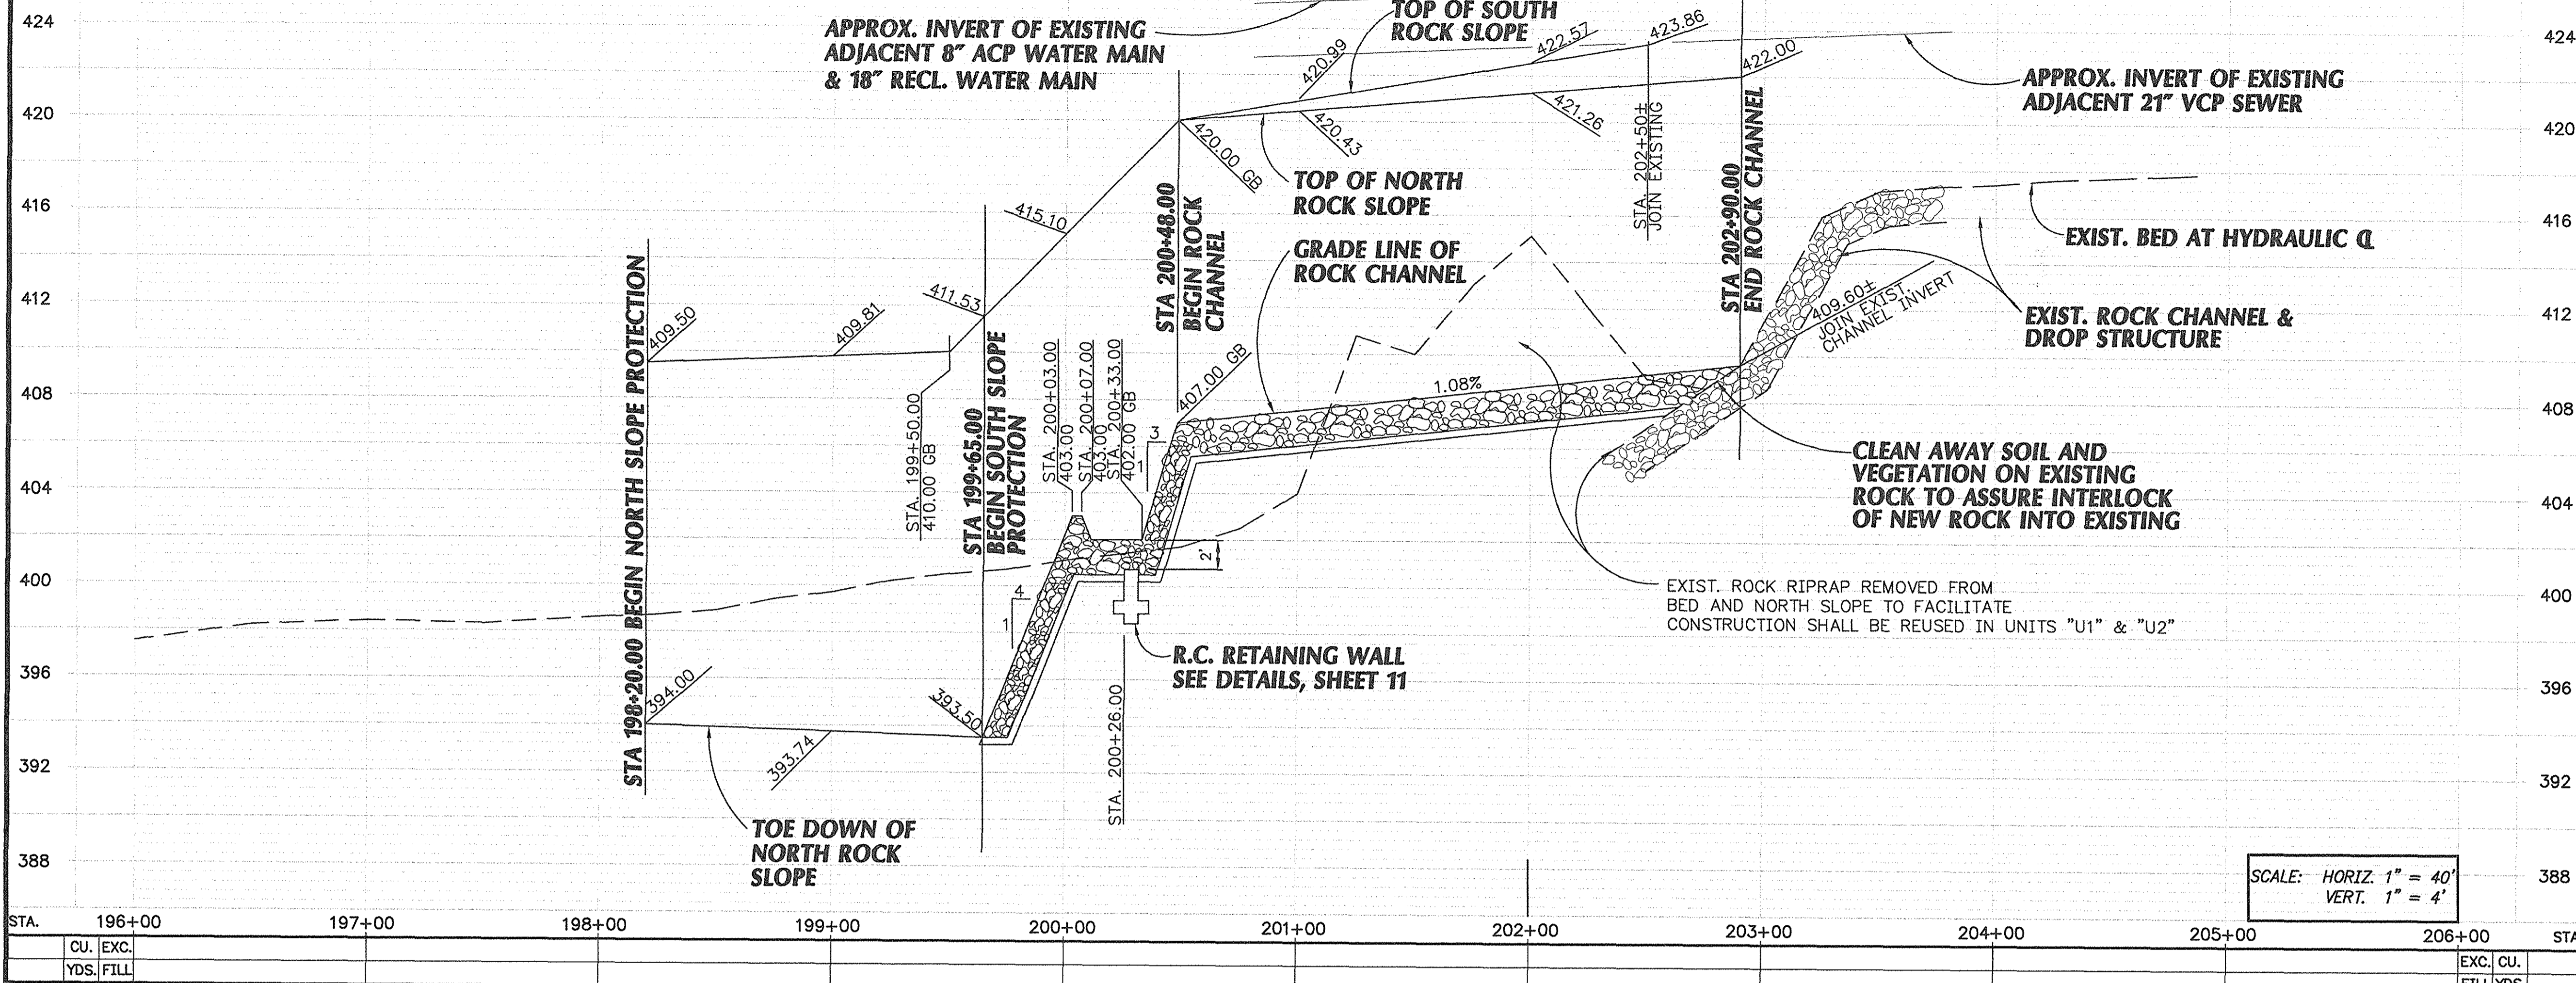 424
420
416
412
408
404
400
396
392
388
APPROX. INVERT OF EXISTING
ADJACENT 8" ACP WATER MAIN
& 18" RECL. WATER MAIN
TOP OF SOUTH
ROCK SLOPE
420.99
422.57
423.86
422.00
420.00 GB
420.43
421.26
STA. 202+50±
JOIN EXISTING
STA 202+90.00
END ROCK CHANNEL
APPROX. INVERT OF EXISTING
ADJACENT 21" VCP SEWER
TOP OF NORTH
ROCK SLOPE
STA 200+48.00
BEGIN ROCK
CHANNEL
GRADE LINE OF
ROCK CHANNEL
415.10
411.53
409.50
409.81
STA 198+20.00 BEGIN NORTH SLOPE PROTECTION
STA. 199+50.00
410.00 GB
STA 199+65.00
BEGIN SOUTH SLOPE
PROTECTION
STA. 200+03.00
403.00
STA. 200+07.00
403.00
STA. 200+33.00
402.00 GB
407.00 GB
3
1
1.08%
2'
4
1
EXIST. BED AT HYDRAULIC ℄
409.60±
JOIN EXIST.
CHANNEL INVERT
EXIST. ROCK CHANNEL &
DROP STRUCTURE
CLEAN AWAY SOIL AND
VEGETATION ON EXISTING
ROCK TO ASSURE INTERLOCK
OF NEW ROCK INTO EXISTING
EXIST. ROCK RIPRAP REMOVED FROM
BED AND NORTH SLOPE TO FACILITATE
CONSTRUCTION SHALL BE REUSED IN UNITS "U1" & "U2"
R.C. RETAINING WALL
SEE DETAILS, SHEET 11
STA. 200+26.00
394.00
393.74
393.50
TOE DOWN OF
NORTH ROCK
SLOPE
424
420
416
412
408
404
400
396
392
388
SCALE: HORIZ. 1" = 40'
VERT. 1" = 4'
STA. 196+00 197+00 198+00 199+00 200+00 201+00 202+00 203+00 204+00 205+00 206+00 STA
CU. EXC.
YDS. FILL
EXC. CU.
FILL YDS